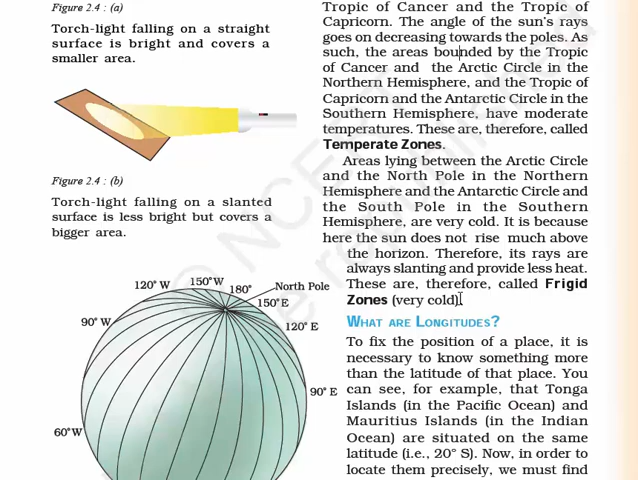 Figure 2.4 : (a)
Torch-light falling on a straight
surface is bright and covers a
smaller area.
Figure 2.4 : (b)
Torch-light falling on a slanted
surface is less bright but covers a
bigger area.
120° W
150° W
180°
North Pole
150° E
120° E
90° W
90° E
60° W
Tropic of Cancer and the Tropic of
Capricorn. The angle of the sun's rays
goes on decreasing towards the poles. As
such, the areas bounded by the Tropic
of Cancer and the Arctic Circle in the
Northern Hemisphere, and the Tropic of
Capricorn and the Antarctic Circle in the
Southern Hemisphere, have moderate
temperatures. These are, therefore, called
Temperate Zones.
Areas lying between the Arctic Circle
and the North Pole in the Northern
Hemisphere and the Antarctic Circle and
the South Pole in the Southern
Hemisphere, are very cold. It is because
here the sun does not rise much above
the horizon. Therefore, its rays are
always slanting and provide less heat.
These are, therefore, called Frigid
Zones (very cold).
WHAT ARE LONGITUDES?
To fix the position of a place, it is
necessary to know something more
than the latitude of that place. You
can see, for example, that Tonga
Islands (in the Pacific Ocean) and
Mauritius Islands (in the Indian
Ocean) are situated on the same
latitude (i.e., 20° S). Now, in order to
locate them precisely, we must find